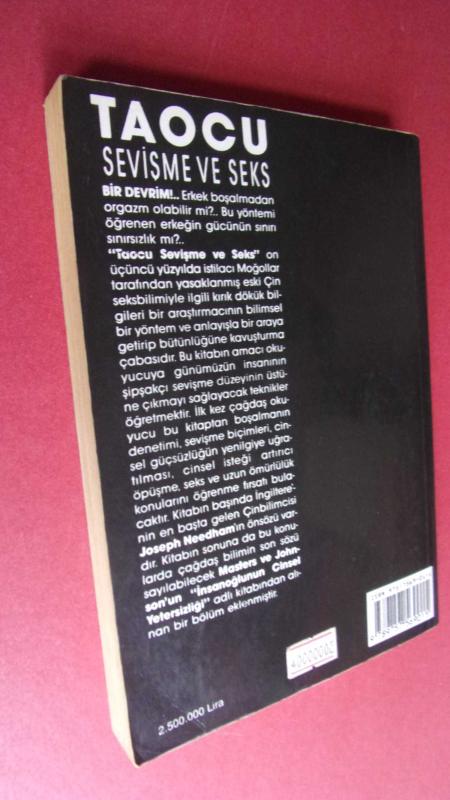 TAOCU
SEVİŞME VE SEKS
BİR DEVRİM!.. Erkek boşalmadan
orgazm olabilir mi?.. Bu yöntemi
öğrenen erkeğin gücünün sınırı
sınırsızlık mı?..
"Taocu Sevişme ve Seks" on
üçüncü yüzyılda istilacı Moğollar
tarafından yasaklanmış eski Çin
seksbilimiyle ilgili kırık dökük bil-
gileri bir araştırmacının bilimsel
bir yöntem ve anlayışla bir araya
getirip bütünlüğüne kavuşturma
çabasıdır. Bu kitabın amacı oku-
yucuya günümüzün insanının
şipşakçı sevişme düzeyinin üstü-
ne çıkmayı sağlayacak teknikler
öğretmektir. İlk kez çağdaş oku-
yucu bu kitaptan boşalmanın
denetimi, sevişme biçimleri, cin-
sel güçsüzlüğün yenilgiye uğra-
tılması, cinsel isteği artırıcı
öpüşme, seks ve uzun ömürlülük
konularını öğrenme fırsatı bula-
caktır. Kitabın başında İngiltere'-
nin en başta gelen Çinbilimcisi
Joseph Needham'ın önsözü var-
dır. Kitabın sonuna da bu konu-
larda çağdaş bilimin son sözü
sayılabilecek Masters ve John-
son'un "İnsanoğlunun Cinsel
Yetersizliği" adlı kitabından alı-
nan bir bölüm eklenmiştir.
2.500.000 Lira